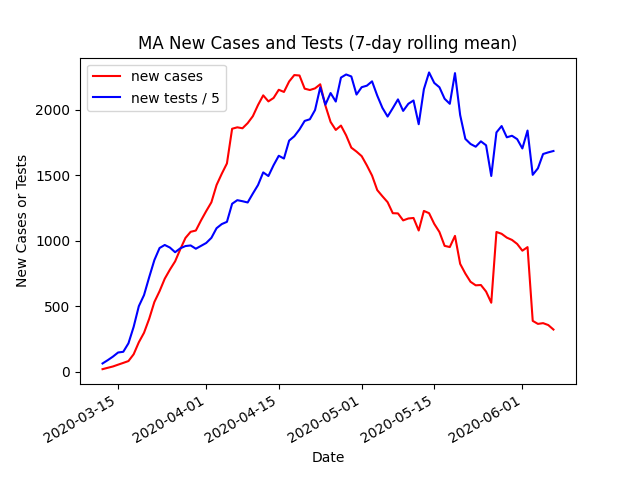 MA New Cases and Tests (7-day rolling mean)
new cases
new tests / 5
New Cases or Tests
2000
1500
1000
500
0
2020-03-15
2020-04-01
2020-04-15
2020-05-01
2020-05-15
2020-06-01
Date